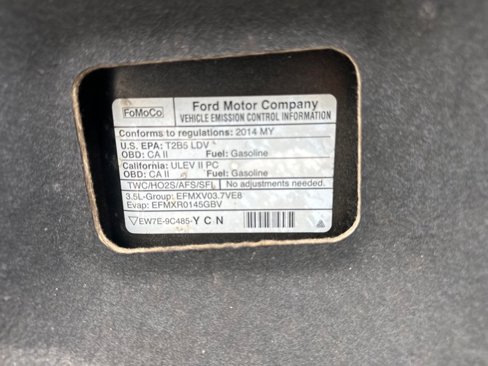 FoMoCo
Ford Motor Company
VEHICLE EMISSION CONTROL INFORMATION
Conforms to regulations: 2014 MY
U.S. EPA: T2B5 LDV
OBD: CA II Fuel: Gasoline
California: ULEV II PC
OBD: CA II Fuel: Gasoline
TWC/HO2S/AFS/SFI No adjustments needed.
3.5L-Group: EFMXV03.7VE8
Evap: EFMXR0145GBV
EW7E-9C485-Y C N